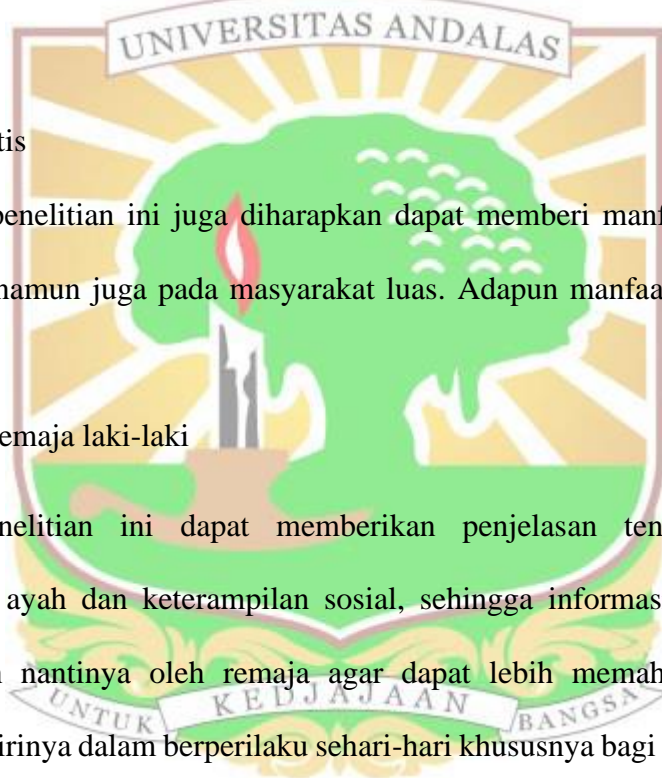 UNIVERSITAS ANDALAS
tis
penelitian ini juga diharapkan dapat memberi manf
namun juga pada masyarakat luas. Adapun manfaa
emaja laki-laki
nelitian ini dapat memberikan penjelasan ten
ayah dan keterampilan sosial, sehingga informas
n nantinya oleh remaja agar dapat lebih memah
UNTUK KEDJAJAAN BANGSA
irinya dalam berperilaku sehari-hari khususnya bagi